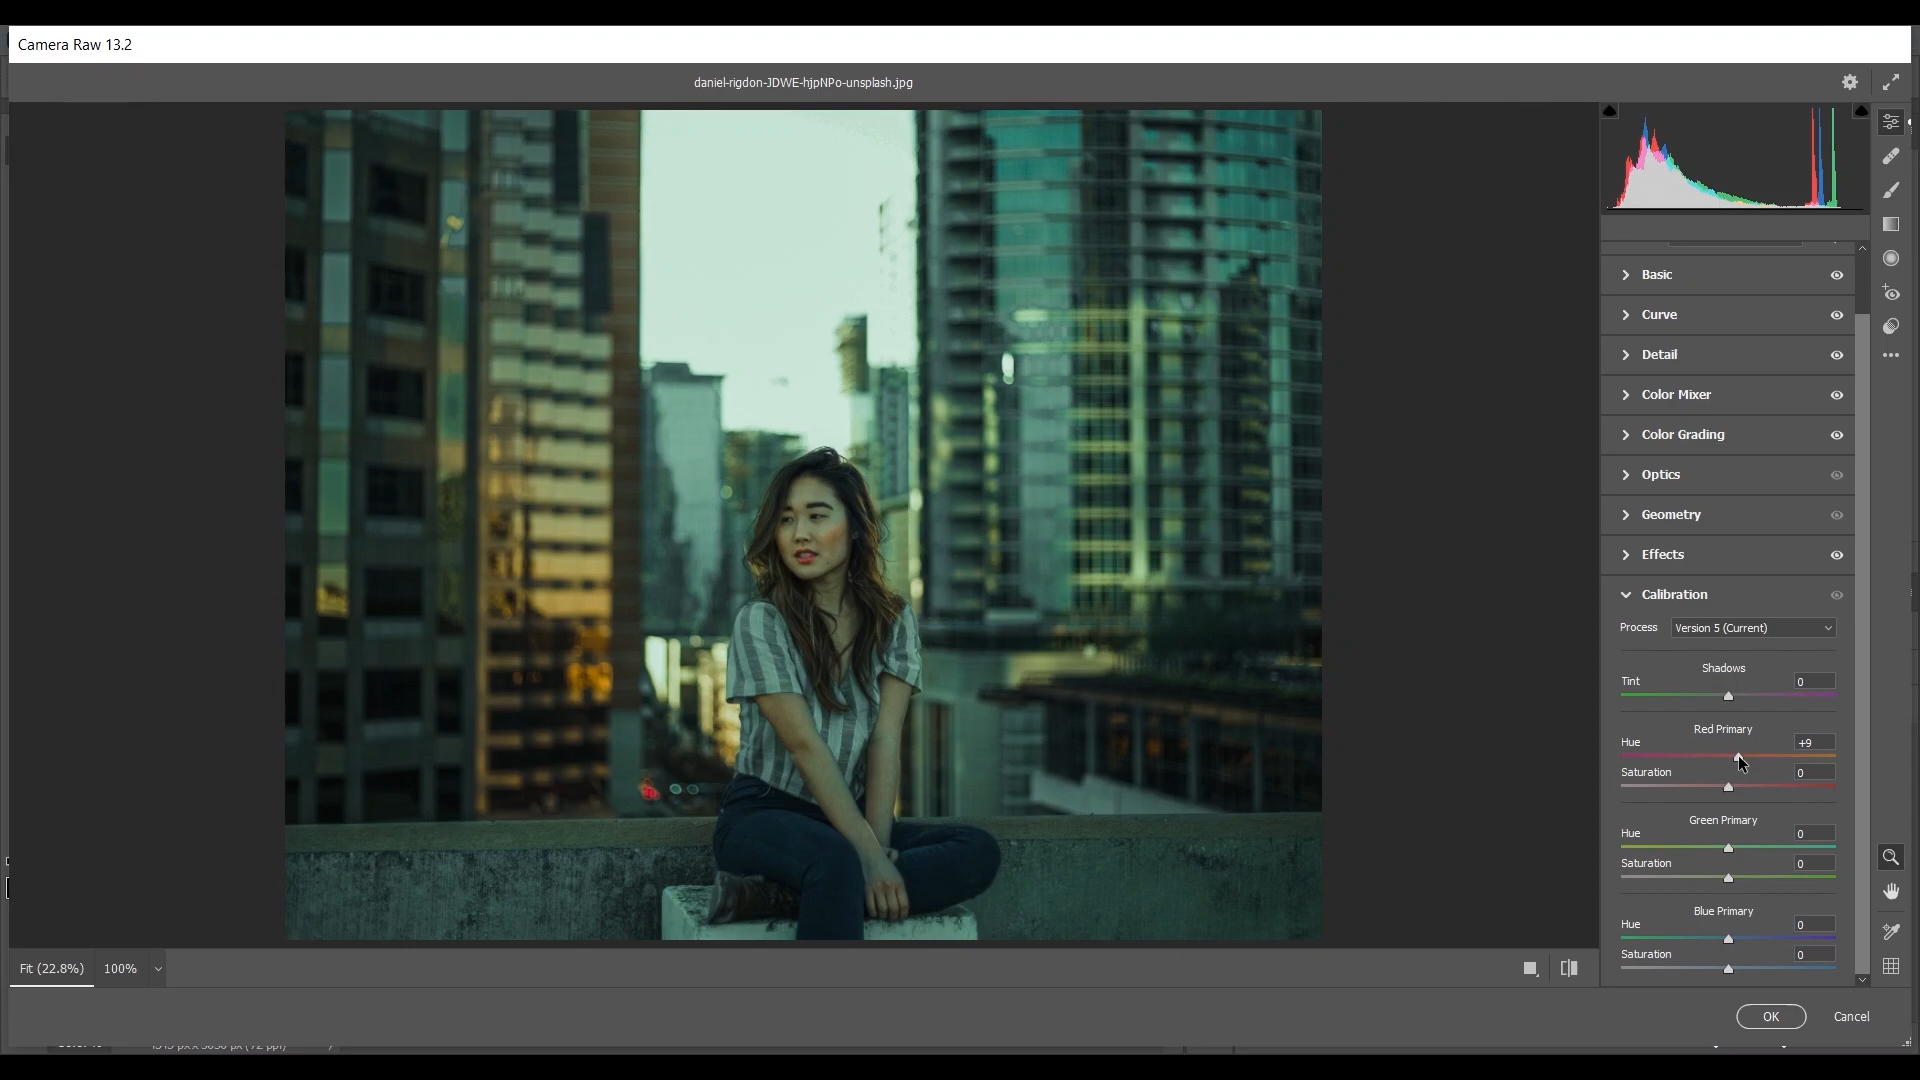 Camera Raw 13.2
daniel-rigdon-JDWE-hjpNPo-unsplash.jpg
Basic
Curve
Detail
Color Mixer
Color Grading
Optics
Geometry
Effects
Calibration
Process Version 5 (Current)
Shadows
Tint 0
Red Primary
Hue +9
Saturation 0
Green Primary
Hue 0
Saturation 0
Blue Primary
Hue 0
Saturation 0
Fit (22.8%) 100%
OK Cancel